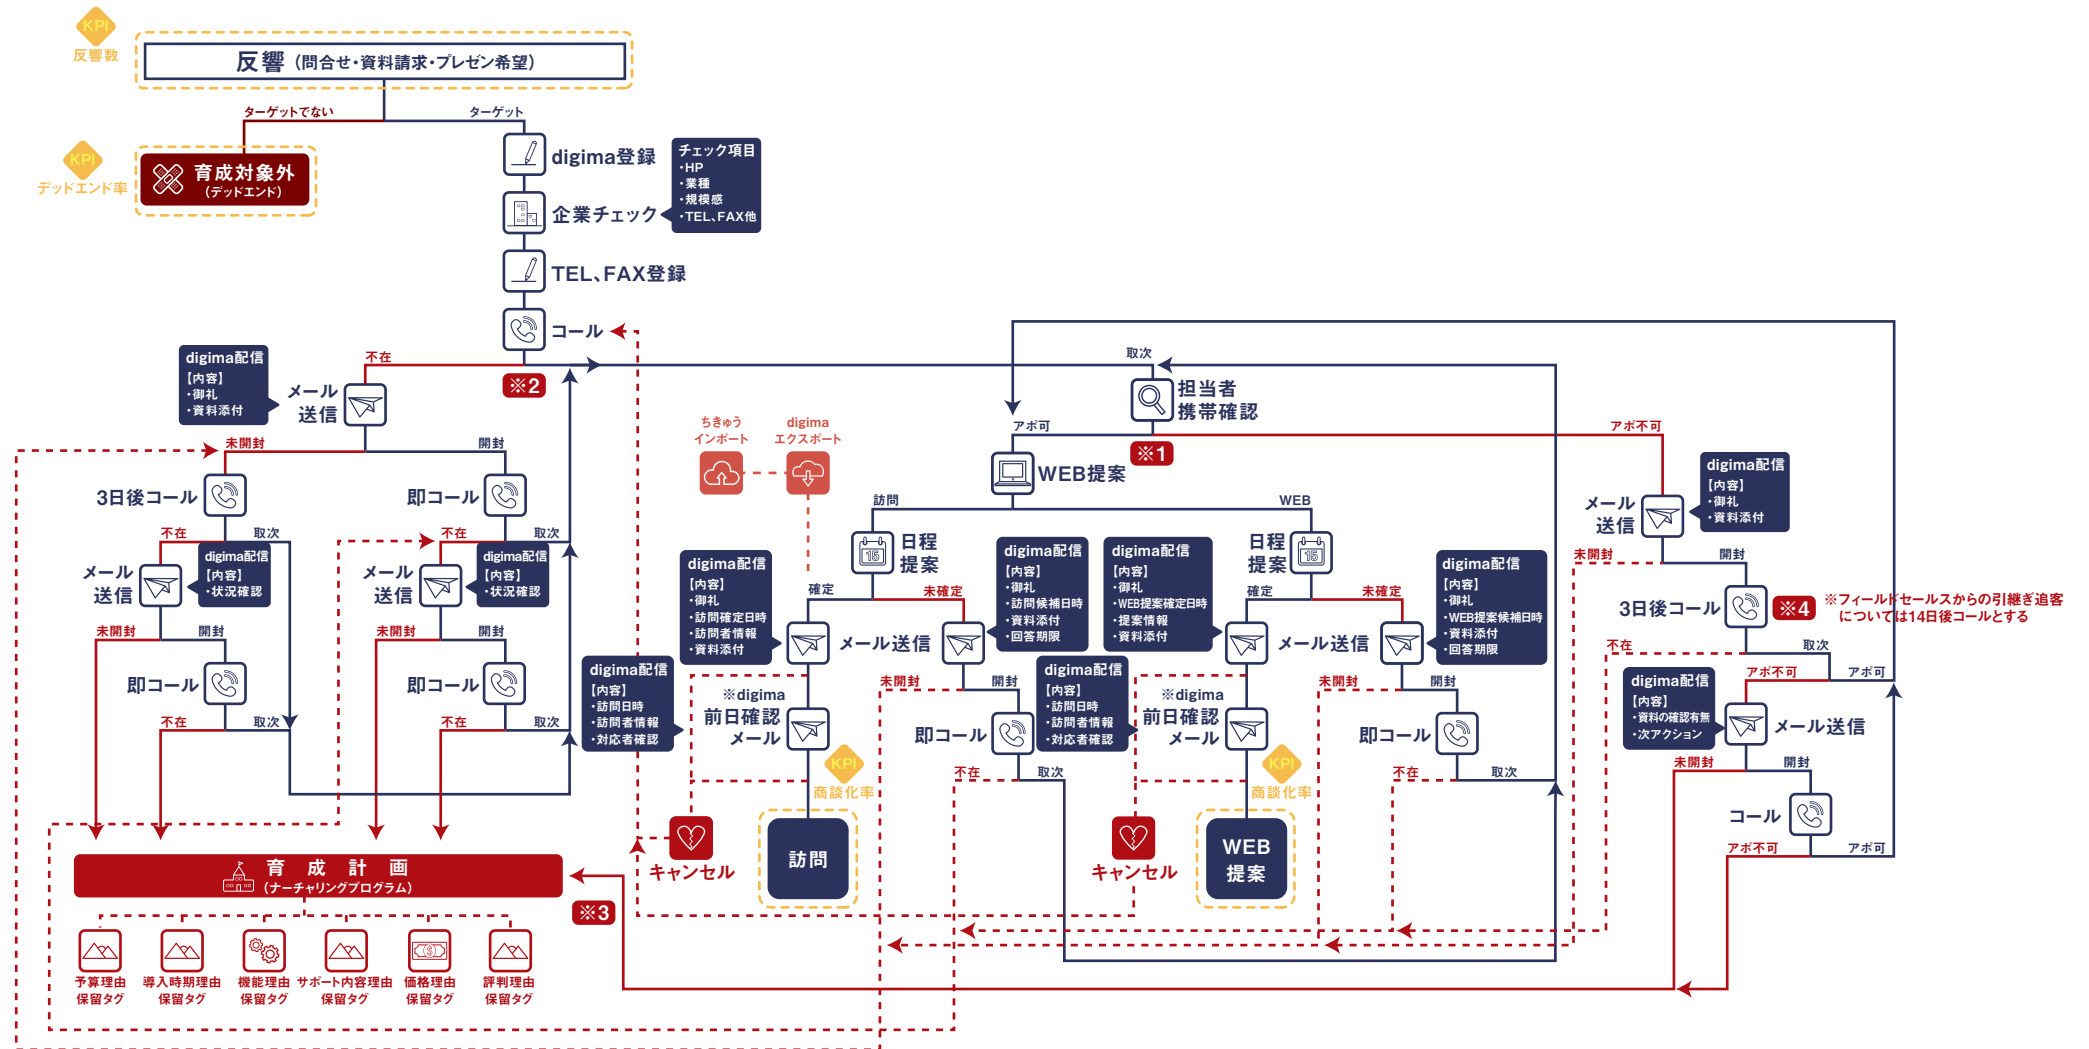 KPI
反響数
反響（問合せ・資料請求・プレゼン希望）
ターゲットでない
ターゲット
KPI
デッドエンド率
育成対象外
（デッドエンド）
digima登録
チェック項目
・HP
・業種
・規模感
・TEL、FAX他
企業チェック
TEL、FAX登録
コール
不在
※2
取次
digima配信
【内容】
・御礼
・資料添付
メール
送信
未開封
開封
3日後コール
即コール
不在
取次
不在
取次
digima配信
【内容】
・状況確認
メール
送信
digima配信
【内容】
・状況確認
メール
送信
未開封
開封
未開封
開封
即コール
即コール
不在
取次
不在
取次
担当者
携帯確認
アポ可
※1
アポ不可
ちきゅう
インポート
digima
エクスポート
WEB提案
訪問
WEB
日程
提案
日程
提案
確定
未確定
確定
未確定
digima配信
【内容】
・御礼
・訪問確定日時
・訪問者情報
・資料添付
digima配信
【内容】
・御礼
・訪問候補日時
・資料添付
・回答期限
digima配信
【内容】
・御礼
・WEB提案確定日時
・提案情報
・資料添付
digima配信
【内容】
・御礼
・WEB提案候補日時
・資料添付
・回答期限
メール送信
メール送信
digima配信
【内容】
・訪問日時
・訪問者情報
・対応者確認
※digima
前日確認
メール
未開封
開封
即コール
不在
取次
digima配信
【内容】
・訪問日時
・訪問者情報
・対応者確認
※digima
前日確認
メール
未開封
開封
即コール
不在
取次
KPI
商談化率
KPI
商談化率
キャンセル
訪問
キャンセル
WEB
提案
digima配信
【内容】
・御礼
・資料添付
メール
送信
未開封
開封
3日後コール
※4
※フィールドセールスからの引継ぎ追客
については14日後コールとする
不在
取次
アポ不可
アポ可
digima配信
【内容】
・資料の確認有無
・次アクション
メール送信
未開封
開封
コール
アポ不可
アポ可
育成計画
（ナーチャリングプログラム）
※3
予算理由
保留タグ
導入時期理由
保留タグ
機能理由
保留タグ
サポート内容理由
保留タグ
価格理由
保留タグ
評判理由
保留タグ